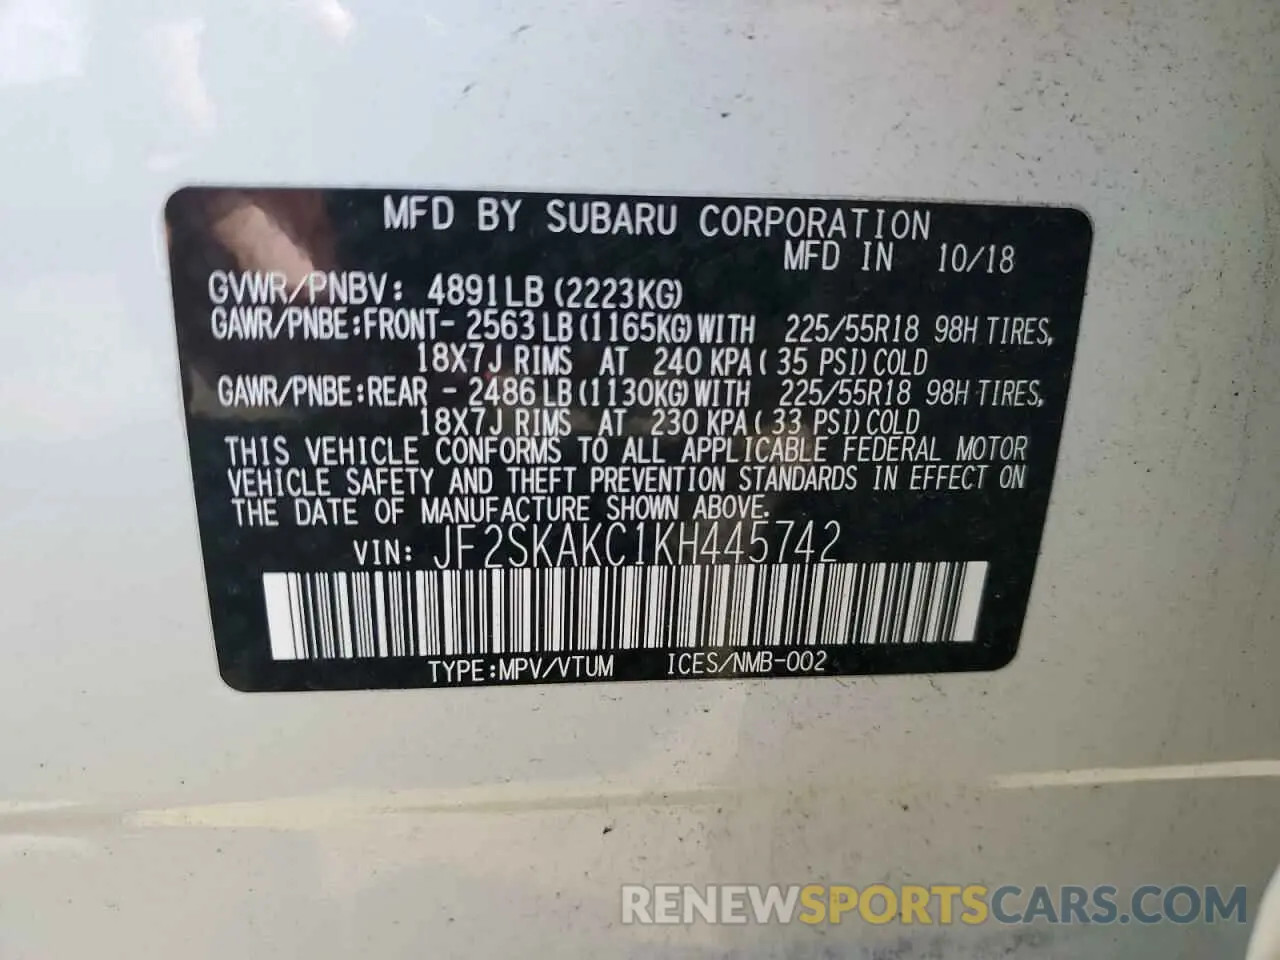 MFD BY SUBARU CORPORATION
MFD IN 10/18
GVWR/PNBV: 4891LB (2223KG)
GAWR/PNBE:FRONT- 2563 LB (1165KG) WITH 225/55R18 98H TIRES,
18X7J RIMS AT 240 KPA ( 35 PSI) COLD
GAWR/PNBE:REAR - 2486 LB (1130KG) WITH 225/55R18 98H TIRES,
18X7J RIMS AT 230 KPA ( 33 PSI) COLD
THIS VEHICLE CONFORMS TO ALL APPLICABLE FEDERAL MOTOR
VEHICLE SAFETY AND THEFT PREVENTION STANDARDS IN EFFECT ON
THE DATE OF MANUFACTURE SHOWN ABOVE.
VIN: JF2SKAKC1KH445742
TYPE:MPV/VTUM ICES/NMB-002
RENEWSPORTSCARS.COM